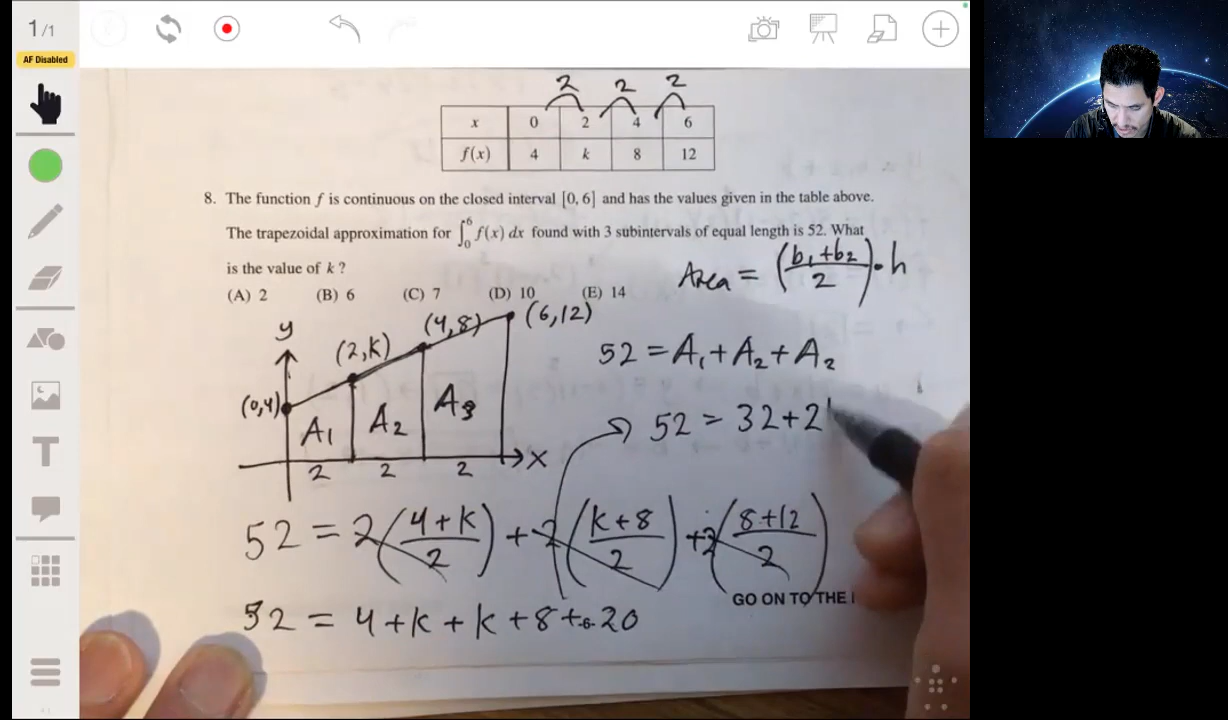 1/1
AF Disabled
2 2 2
x 0 2 4 6
f(x) 4 k 8 12
8. The function f is continuous on the closed interval [0, 6] and has the values given in the table above.
The trapezoidal approximation for ∫₀⁶ f(x) dx found with 3 subintervals of equal length is 52. What
is the value of k ?
(A) 2 (B) 6 (C) 7 (D) 10 (E) 14
Area = (b₁+b₂/2)·h
y
(0,4) (2,K) (4,8) (6,12)
A₁ A₂ A₃
2 2 2 x
52 = A₁ + A₂ + A₂
52 = 32 + 2
52 = 2(4+K/2) + 2(K+8/2) + 2(8+12/2)
GO ON TO THE
52 = 4 + K + K + 8 + 20
-6-
T